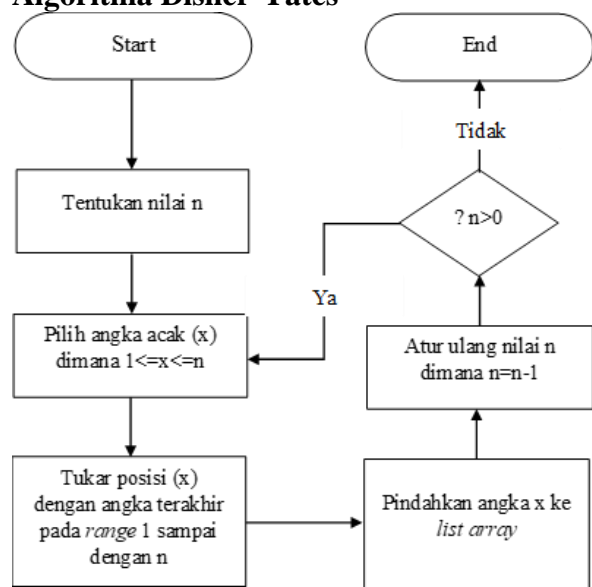 Algoritma Disher-Yates
Start
Tentukan nilai n
Pilih angka acak (x)
dimana 1<=x<=n
Tukar posisi (x)
dengan angka terakhir
pada range 1 sampai
dengan n
Pindahkan angka x ke
list array
Atur ulang nilai n
dimana n=n-1
? n>0
Ya
Tidak
End